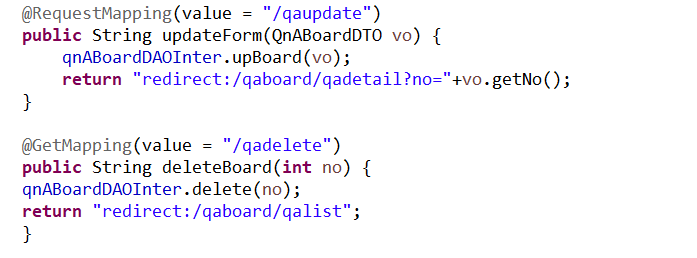 @RequestMapping(value = "/qaupdate")
public String updateForm(QnABoardDTO vo) {
qnABoardDAOInter.upBoard(vo);
return "redirect:/qaboard/qadetail?no="+vo.getNo();
}
@GetMapping(value = "/qadelete")
public String deleteBoard(int no) {
qnABoardDAOInter.delete(no);
return "redirect:/qaboard/qalist";
}